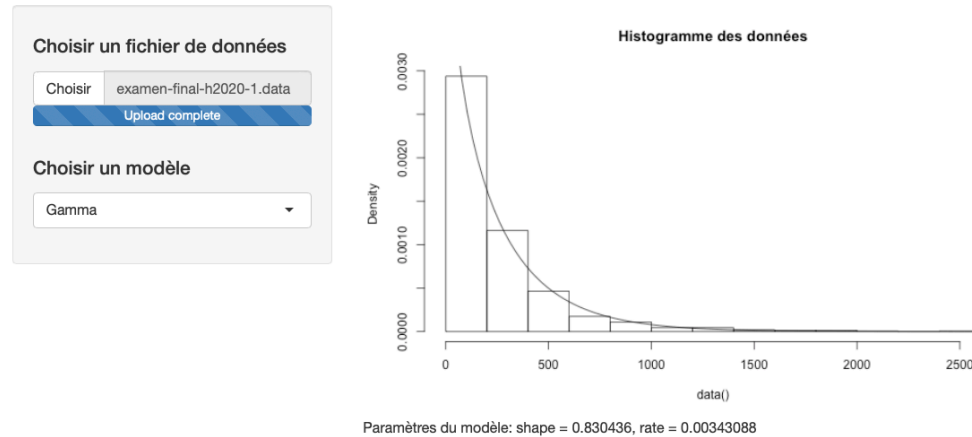 Choisir un fichier de données
Choisir examen-final-h2020-1.data
Upload complete
Choisir un modèle
Gamma
Histogramme des données
Density
0.0030
0.0020
0.0010
0.0000
0 500 1000 1500 2000 2500
data()
Paramètres du modèle: shape = 0.830436, rate = 0.00343088